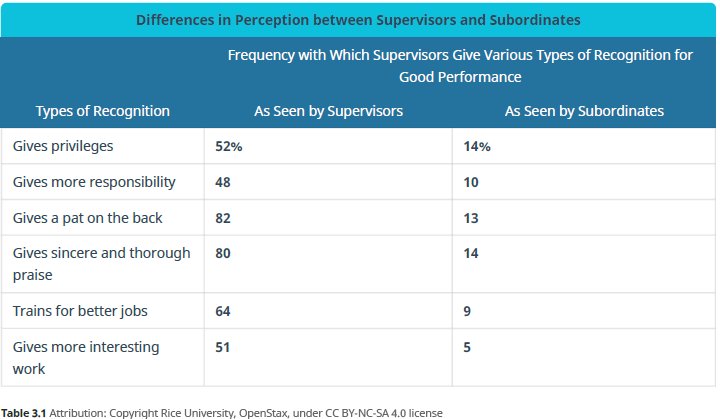 Differences in Perception between Supervisors and Subordinates
Frequency with Which Supervisors Give Various Types of Recognition for
Good Performance
Types of Recognition As Seen by Supervisors As Seen by Subordinates
Gives privileges 52% 14%
Gives more responsibility 48 10
Gives a pat on the back 82 13
Gives sincere and thorough 80 14
praise
Trains for better jobs 64 9
Gives more interesting 51 5
work
Table 3.1 Attribution: Copyright Rice University, OpenStax, under CC BY-NC-SA 4.0 license